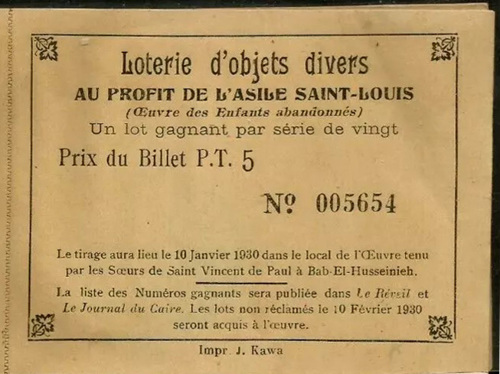 Loterie d'objets divers
AU PROFIT DE L'ASILE SAINT-LOUIS
(Œuvre des Enfants abandonnés)
Un lot gagnant par série de vingt
Prix du Billet P.T. 5
Nº 005654
Le tirage aura lieu le 10 Janvier 1930 dans le local de l'Œuvre tenu
par les Sœurs de Saint Vincent de Paul à Bab-El-Husseinieh.
La liste des Numéros gagnants sera publiée dans Le Réveil et
Le Journal du Caire. Les lots non réclamés le 10 Février 1930
seront acquis à l'œuvre.
Impr. J. Kawa